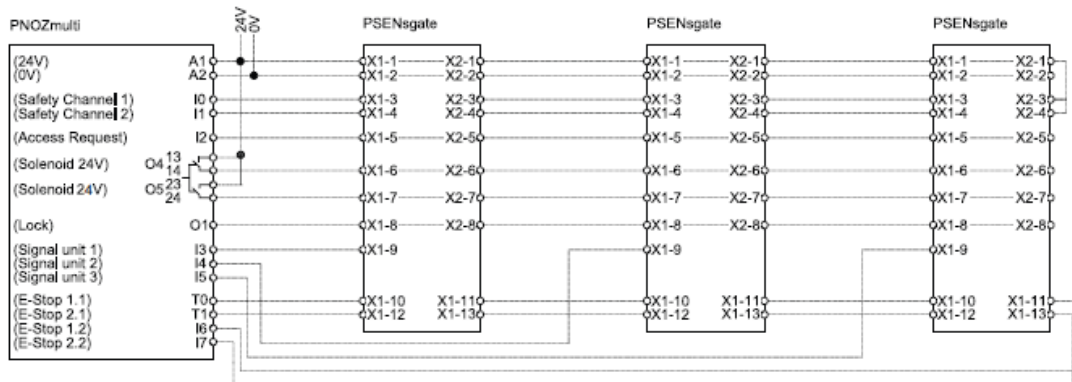 24V
0V
PNOZmulti
PSENsgate
PSENsgate
PSENsgate
(24V) A1 X1-1 X2-1 X1-1 X2-1 X1-1 X2-1
(0V) A2 X1-2 X2-2 X1-2 X2-2 X1-2 X2-2
(Safety Channel 1) I0 X1-3 X2-3 X1-3 X2-3 X1-3 X2-3
(Safety Channel 2) I1 X1-4 X2-4 X1-4 X2-4 X1-4 X2-4
(Access Request) I2 X1-5 X2-5 X1-5 X2-5 X1-5 X2-5
(Solenoid 24V) O4 13
14 X1-6 X2-6 X1-6 X2-6 X1-6 X2-6
(Solenoid 24V) O5 23
24 X1-7 X2-7 X1-7 X2-7 X1-7 X2-7
(Lock) O1 X1-8 X2-8 X1-8 X2-8 X1-8 X2-8
(Signal unit 1) I3 X1-9 X1-9 X1-9
(Signal unit 2) I4
(Signal unit 3) I5
(E-Stop 1.1) T0 X1-10 X1-11 X1-10 X1-11 X1-10 X1-11
(E-Stop 2.1) T1 X1-12 X1-13 X1-12 X1-13 X1-12 X1-13
(E-Stop 1.2) I6
(E-Stop 2.2) I7